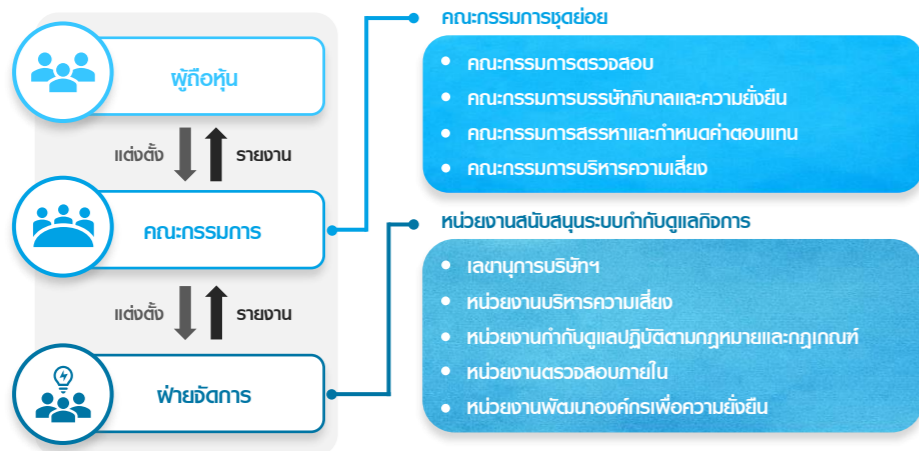 คณะกรรมการชุดย่อย
ผู้ถือหุ้น
• คณะกรรมการตรวจสอบ
• คณะกรรมการบรรษัทภิบาลและความยั่งยืน
• คณะกรรมการสรรหาและกำหนดค่าตอบแทน
• คณะกรรมการบริหารความเสี่ยง
แต่งตั้ง รายงาน
คณะกรรมการ
หน่วยงานสนับสนุนระบบกำกับดูแลกิจการ
• เลขานุการบริษัทฯ
• หน่วยงานบริหารความเสี่ยง
• หน่วยงานกำกับดูแลปฏิบัติตามกฎหมายและกฎเกณฑ์
• หน่วยงานตรวจสอบภายใน
• หน่วยงานพัฒนาองค์กรเพื่อความยั่งยืน
แต่งตั้ง รายงาน
ฝ่ายจัดการ